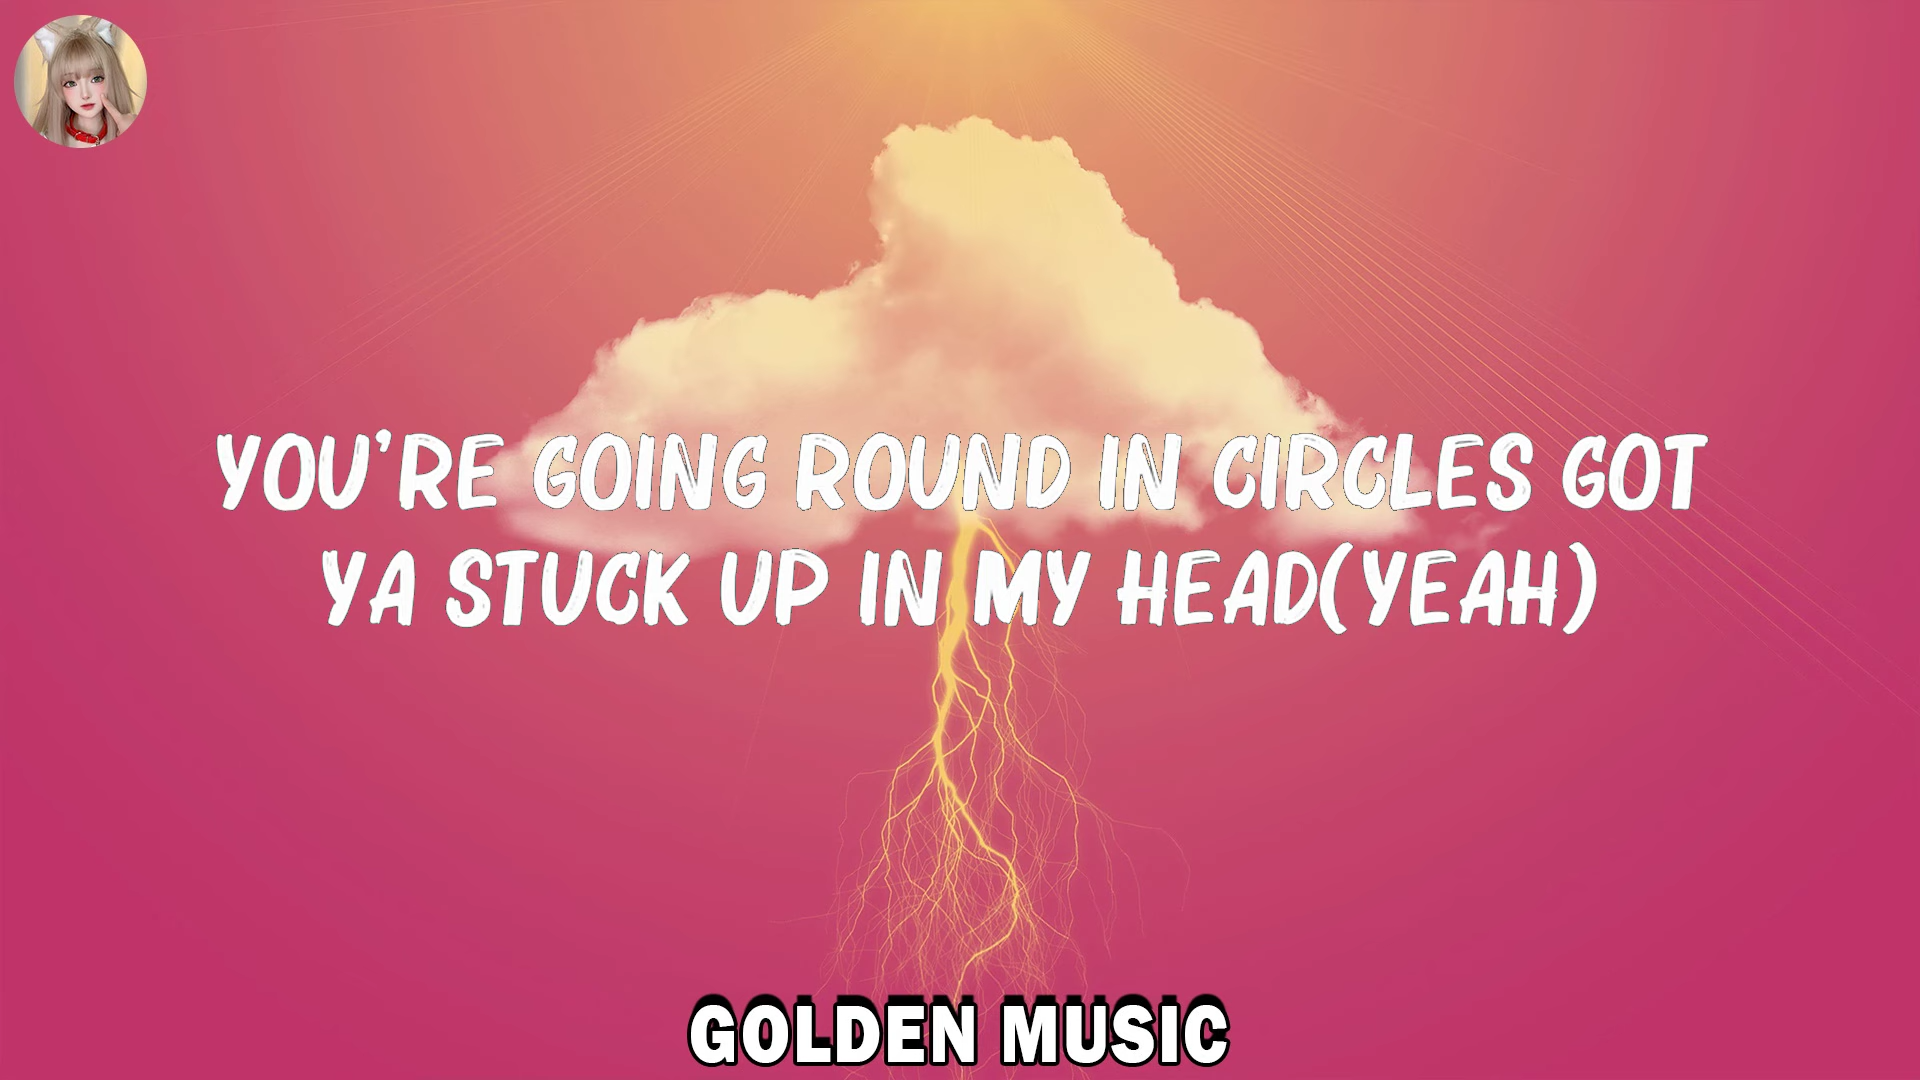 YOU'RE GOING ROUND IN CIRCLES GOT
YA STUCK UP IN MY HEAD(YEAH)
GOLDEN MUSIC